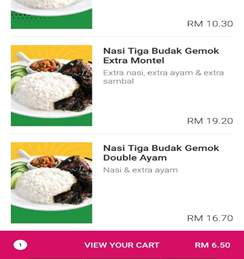 RM 10.30
Nasi Tiga Budak Gemok
Extra Montel
Extra nasi, extra ayam & extra
sambal
RM 19.20
Nasi Tiga Budak Gemok
Double Ayam
Nasi & extra ayam
RM 16.70
1 VIEW YOUR CART RM 6.50